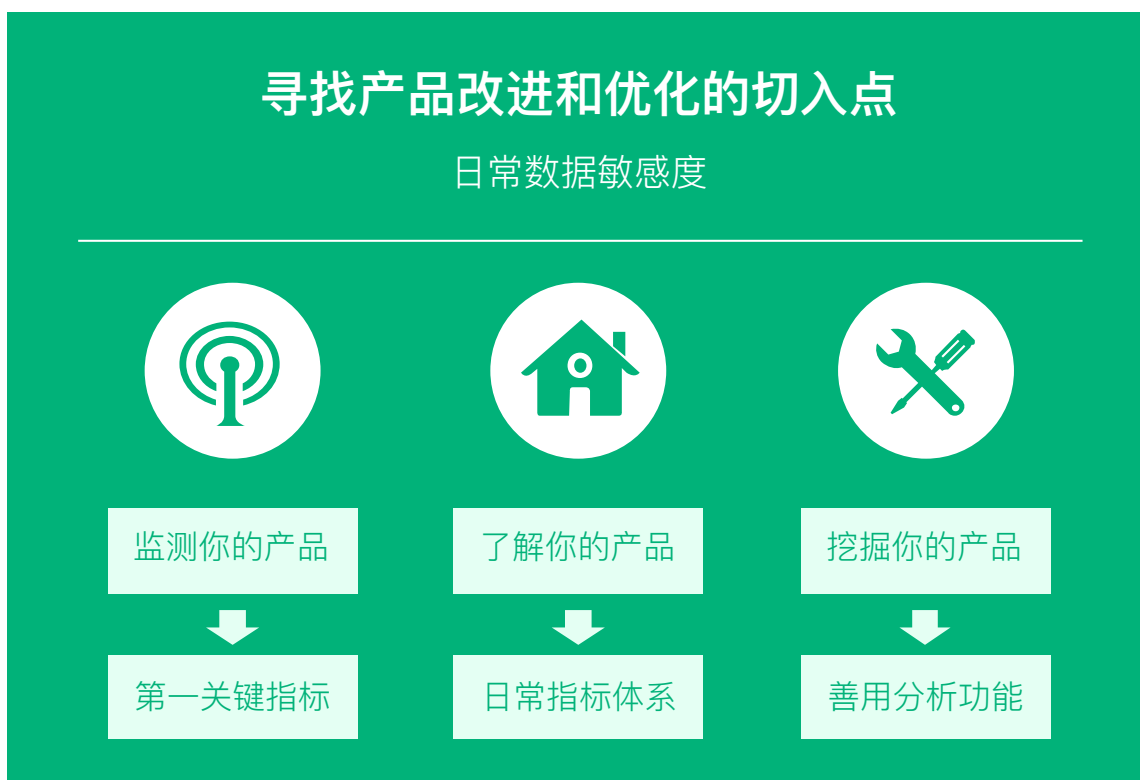 寻找产品改进和优化的切入点
日常数据敏感度
监测你的产品
了解你的产品
挖掘你的产品
第一关键指标
日常指标体系
善用分析功能